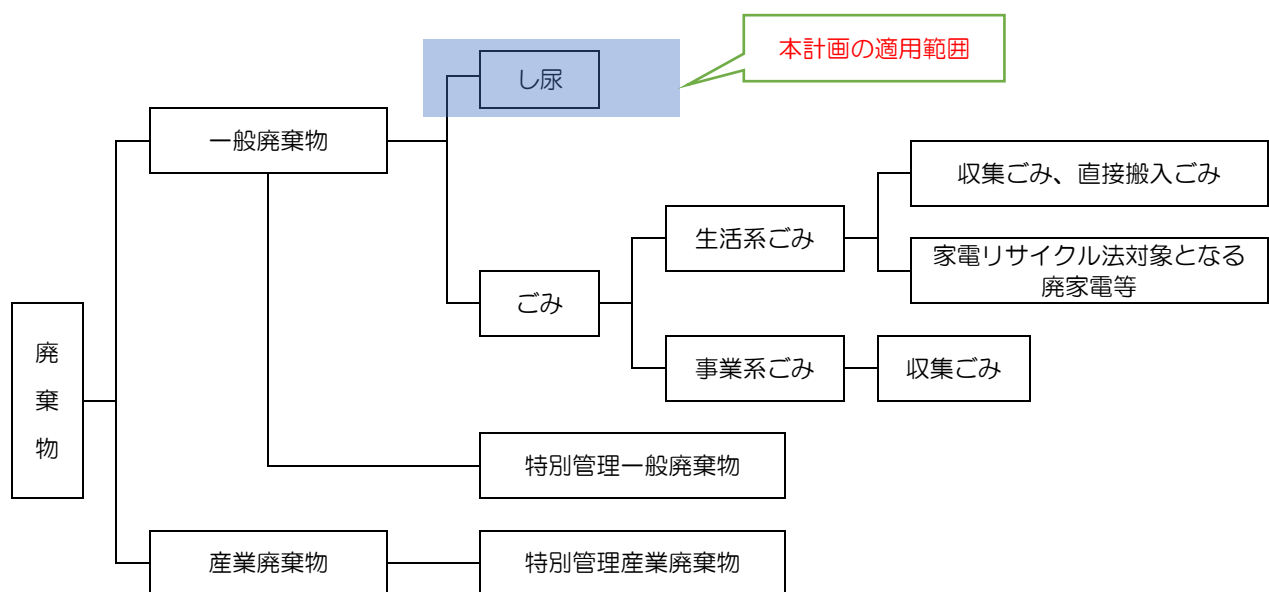 本計画の適用範囲
し尿
一般廃棄物
収集ごみ、直接搬入ごみ
生活系ごみ
家電リサイクル法対象となる
廃家電等
ごみ
廃棄物
事業系ごみ
収集ごみ
特別管理一般廃棄物
産業廃棄物
特別管理産業廃棄物